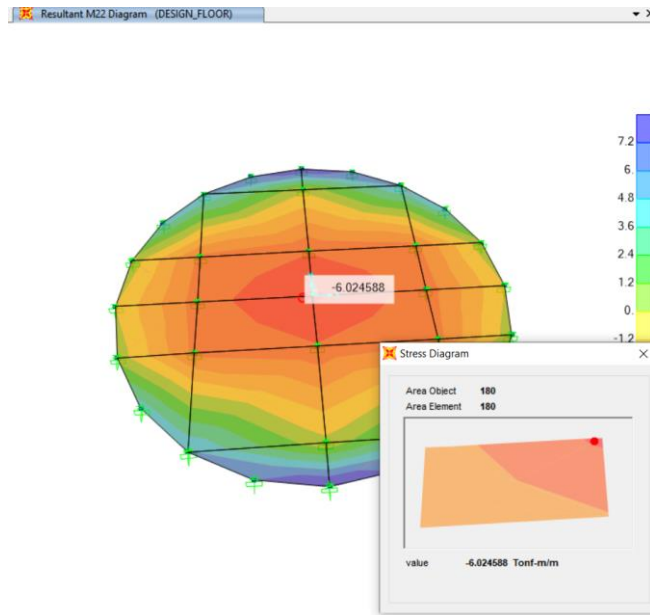 Resultant M22 Diagram (DESIGN_FLOOR)
7.2
6.
4.8
3.6
2.4
1.2
0.
-1.2
-6.024588
Stress Diagram
Area Object 180
Area Element 180
value -6.024588 Tonf-m/m